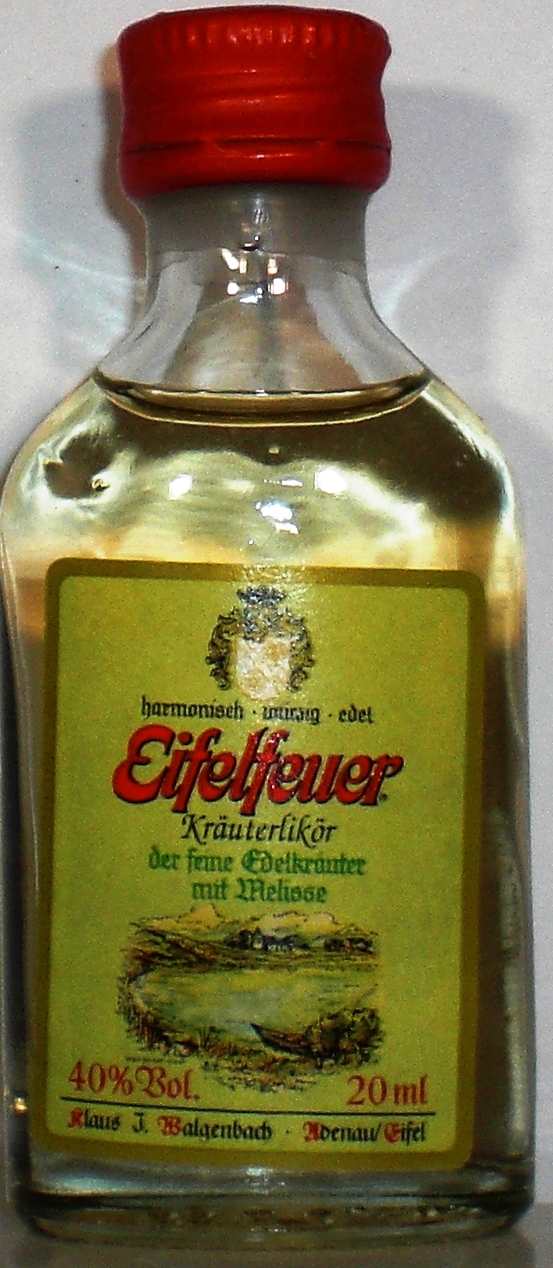 harmonisch · würzig · edel
Eifelfeuer
Kräuterlikör
der feine Edelkräuter
mit Melisse
40% Vol. 20 ml
Klaus J. Walgenbach · Adenau/Eifel